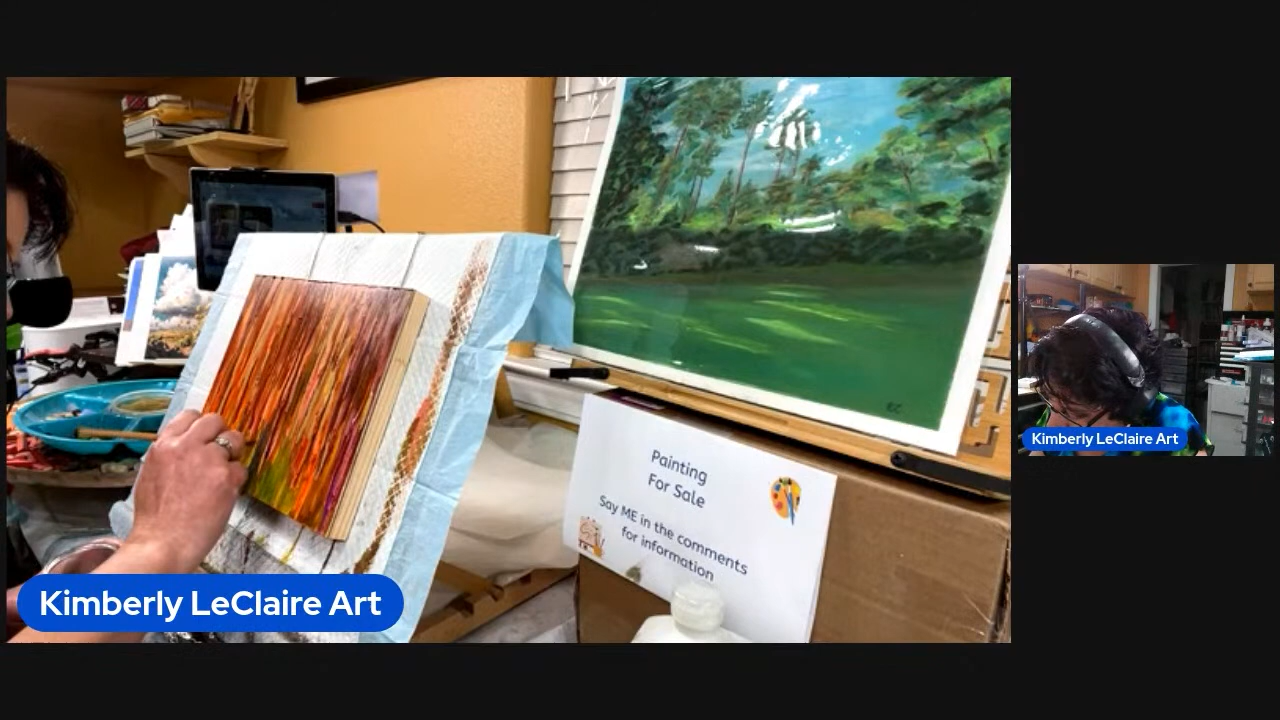 Painting
For Sale
Say ME in the comments
for information
Kimberly LeClaire Art
Kimberly LeClaire Art